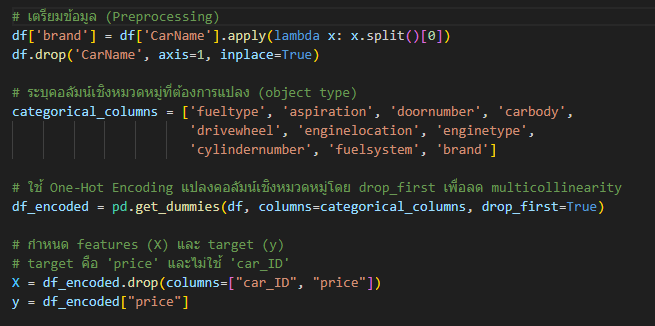 # เตรียมข้อมูล (Preprocessing)
df['brand'] = df['CarName'].apply(lambda x: x.split()[0])
df.drop('CarName', axis=1, inplace=True)
# ระบุคอลัมน์เชิงหมวดหมู่ที่ต้องการแปลง (object type)
categorical_columns = ['fueltype', 'aspiration', 'doornumber', 'carbody',
'drivewheel', 'enginelocation', 'enginetype',
'cylindernumber', 'fuelsystem', 'brand']
# ใช้ One-Hot Encoding แปลงคอลัมน์เชิงหมวดหมู่โดย drop_first เพื่อลด multicollinearity
df_encoded = pd.get_dummies(df, columns=categorical_columns, drop_first=True)
# กำหนด features (X) และ target (y)
# target คือ 'price' และไม่ใช้ 'car_ID'
X = df_encoded.drop(columns=["car_ID", "price"])
y = df_encoded["price"]